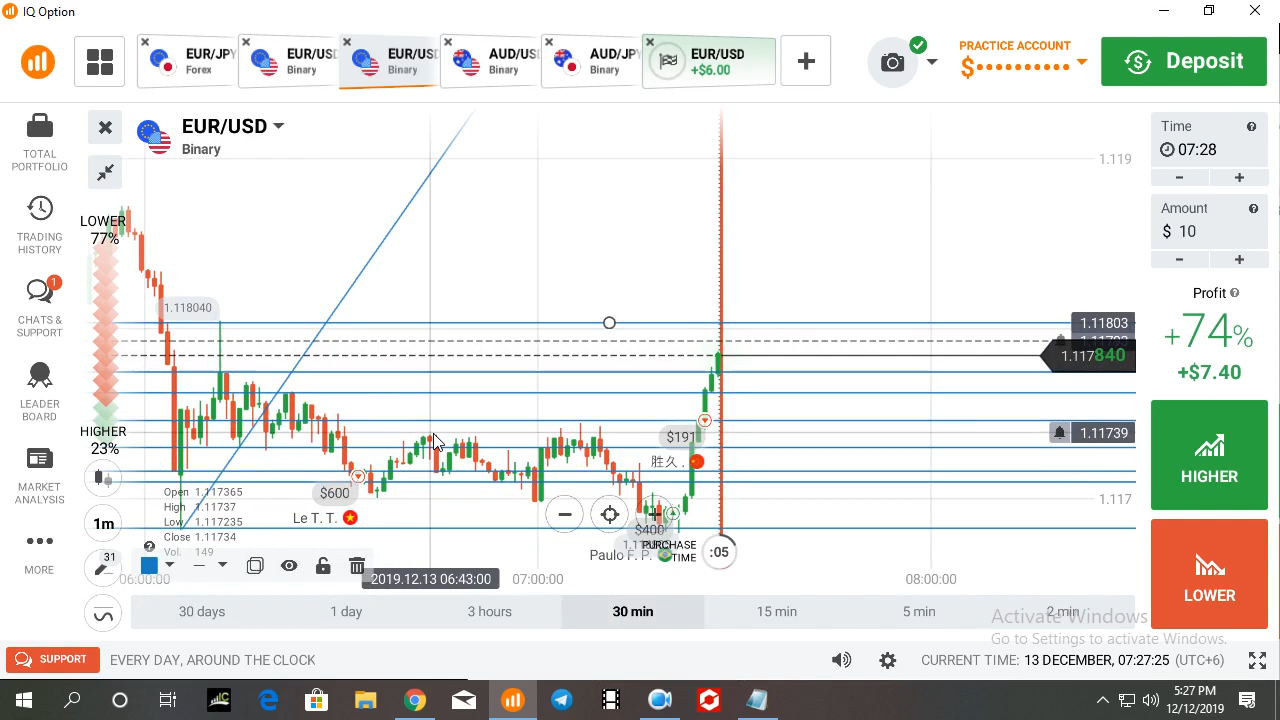 IQ Option
EUR/JPY
Forex
EUR/USD
Binary
EUR/USD
Binary
AUD/USD
Binary
AUD/JPY
Binary
EUR/USD
+$6.00
PRACTICE ACCOUNT
$
Deposit
TOTAL
PORTFOLIO
TRADING
HISTORY
1
CHATS &
SUPPORT
LEADER
BOARD
MARKET
ANALYSIS
MORE
EUR/USD
Binary
LOWER
77%
HIGHER
23%
1m
31
1.118040
1.119
1.11803
1.117840
1.11739
1.117
$191
胜久 .
$600
Le T. T.
$400
Paulo F. P.
PURCHASE
TIME
:05
Open 1.117365
High 1.11737
Low 1.117235
Close 1.11734
Vol. 149
06:00:00
2019.12.13 06:43:00
07:00:00
08:00:00
30 days
1 day
3 hours
30 min
15 min
5 min
2 min
Time
07:28
- +
Amount
$ 10
- +
Profit
+74%
+$7.40
HIGHER
LOWER
Activate Windows
Go to Settings to activate Windows.
SUPPORT
EVERY DAY, AROUND THE CLOCK
CURRENT TIME: 13 DECEMBER, 07:27:25 (UTC+6)
5:27 PM
12/12/2019